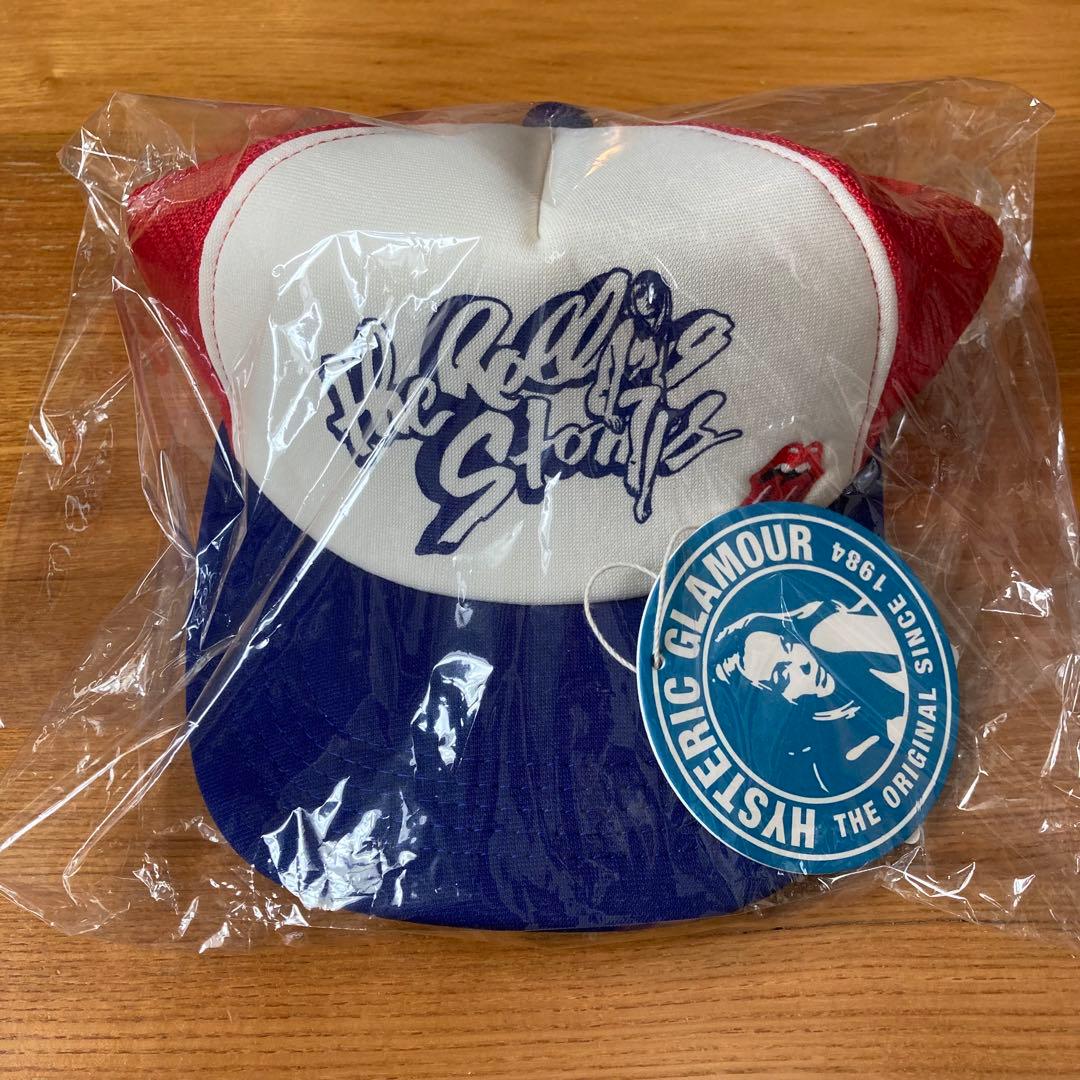 The Rolling
Stones
HYSTERIC GLAMOUR
THE ORIGINAL SINCE 1984